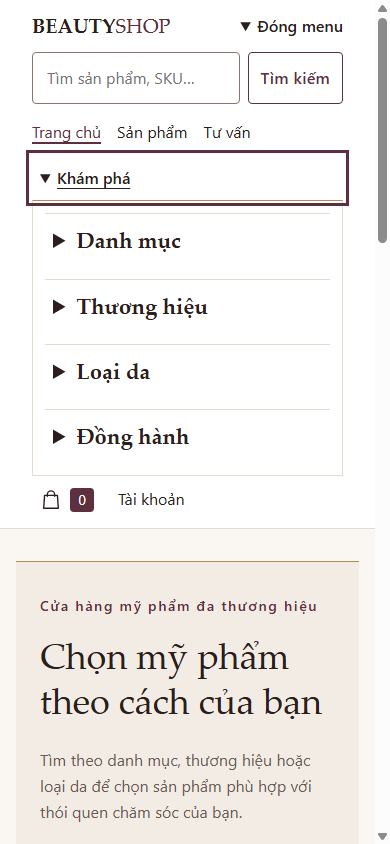 BEAUTYSHOP
▼ Đóng menu
Tìm sản phẩm, SKU...
Tìm kiếm
Trang chủ Sản phẩm Tư vấn
▼ Khám phá
▶ Danh mục
▶ Thương hiệu
▶ Loại da
▶ Đồng hành
0 Tài khoản
Cửa hàng mỹ phẩm đa thương hiệu
Chọn mỹ phẩm
theo cách của bạn
Tìm theo danh mục, thương hiệu hoặc
loại da để chọn sản phẩm phù hợp với
thói quen chăm sóc của bạn.